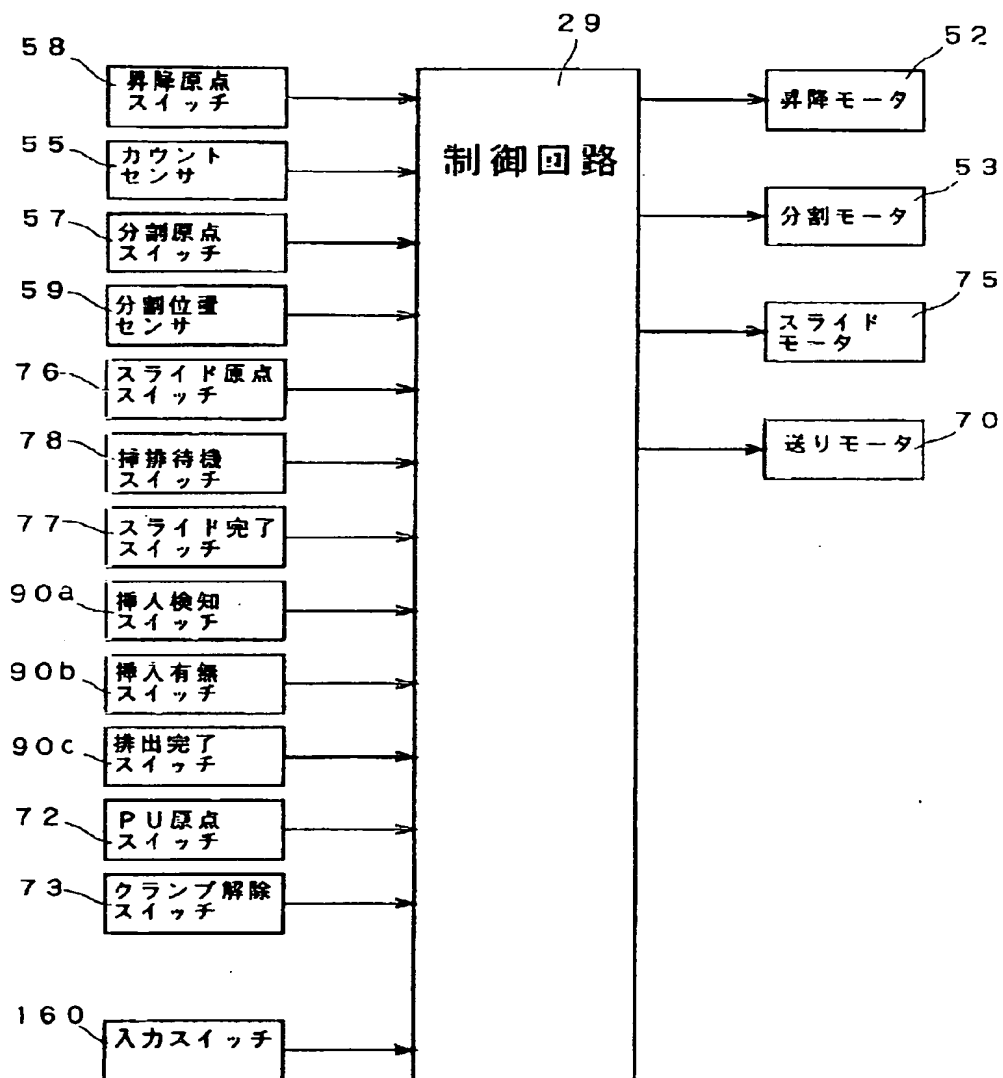 58
昇降原点
スイッチ
55
カウント
センサ
57
分割原点
スイッチ
59
分割位置
センサ
76
スライド原点
スイッチ
78
挿排待機
スイッチ
77
スライド完了
スイッチ
90a
挿入検知
スイッチ
90b
挿入有無
スイッチ
90c
排出完了
スイッチ
72
PU原点
スイッチ
73
クランプ解除
スイッチ
160
入力スイッチ
29
制御回路
52
昇降モータ
53
分割モータ
75
スライド
モータ
70
送りモータ